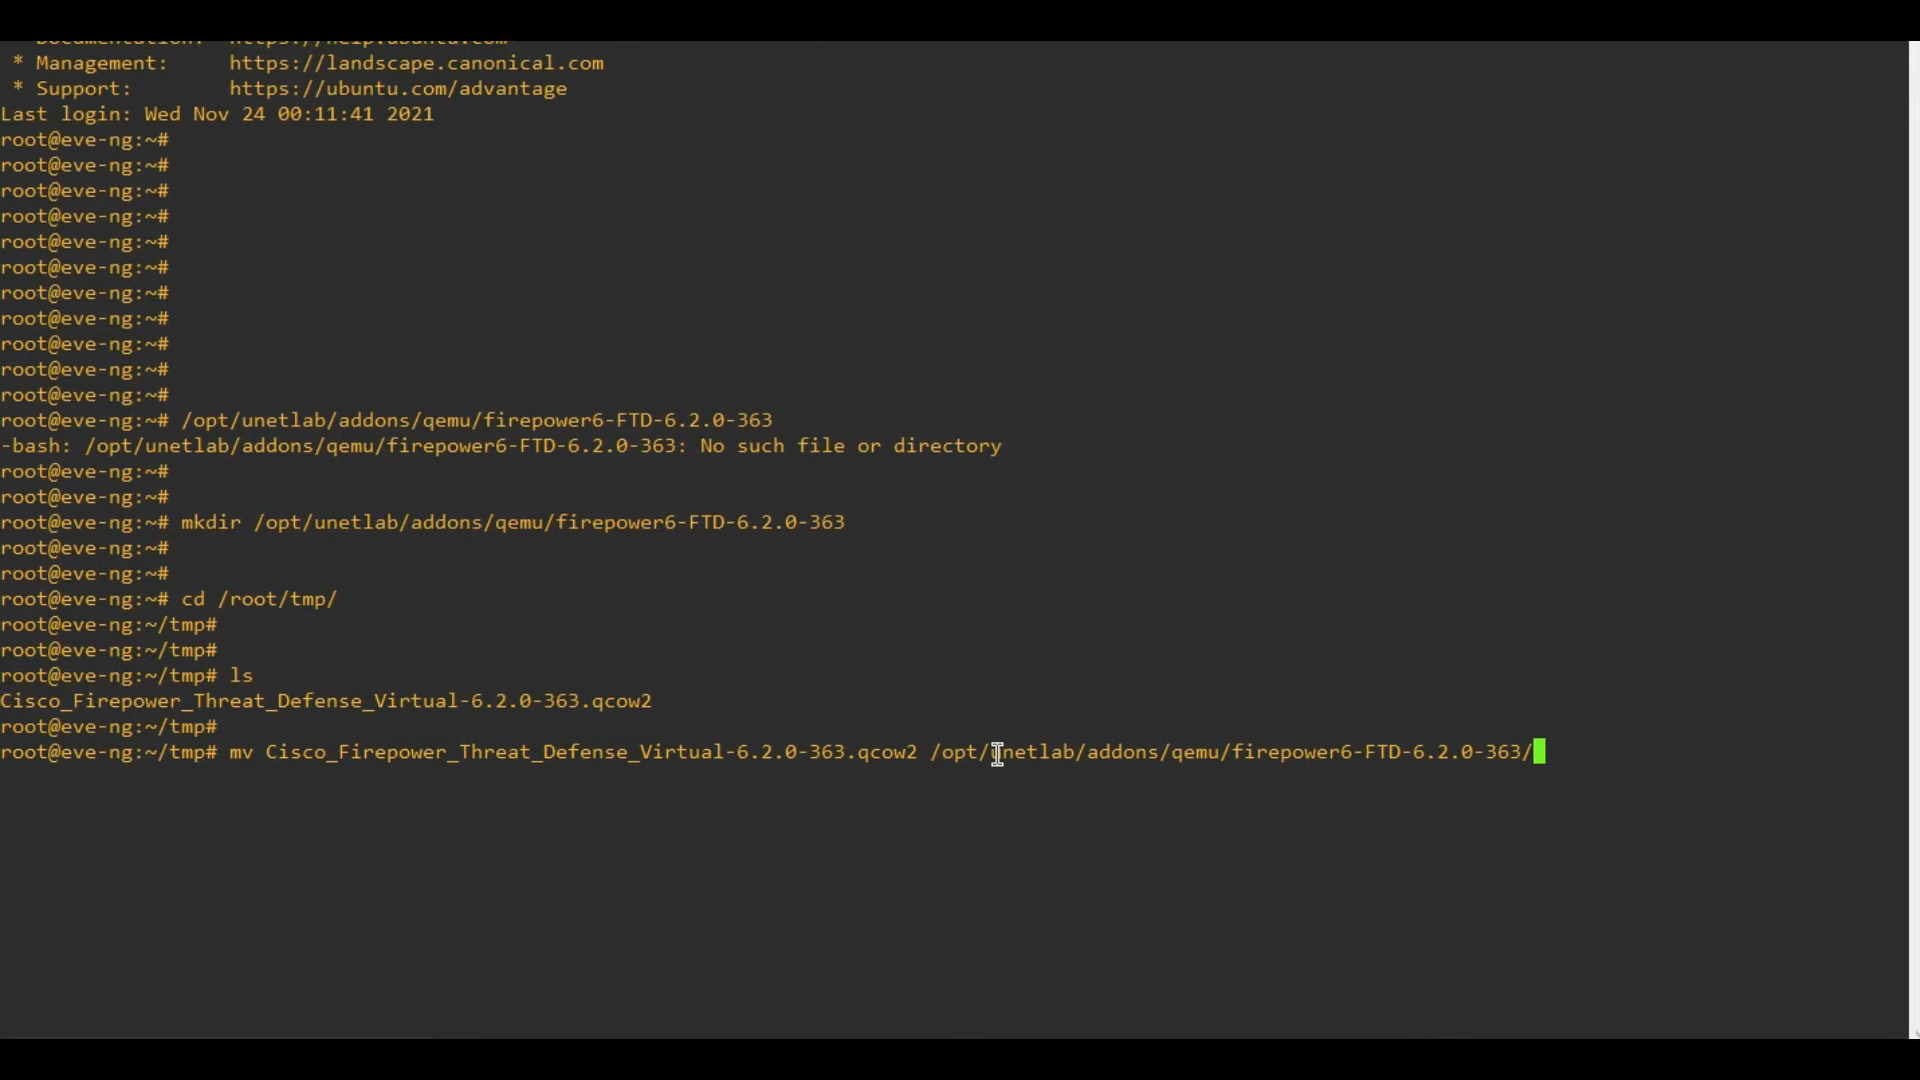 * Management:     https://landscape.canonical.com
* Support:        https://ubuntu.com/advantage
Last login: Wed Nov 24 00:11:41 2021
root@eve-ng:~#
root@eve-ng:~#
root@eve-ng:~#
root@eve-ng:~#
root@eve-ng:~#
root@eve-ng:~#
root@eve-ng:~#
root@eve-ng:~#
root@eve-ng:~#
root@eve-ng:~#
root@eve-ng:~#
root@eve-ng:~# /opt/unetlab/addons/qemu/firepower6-FTD-6.2.0-363
-bash: /opt/unetlab/addons/qemu/firepower6-FTD-6.2.0-363: No such file or directory
root@eve-ng:~#
root@eve-ng:~#
root@eve-ng:~# mkdir /opt/unetlab/addons/qemu/firepower6-FTD-6.2.0-363
root@eve-ng:~#
root@eve-ng:~#
root@eve-ng:~# cd /root/tmp/
root@eve-ng:~/tmp#
root@eve-ng:~/tmp#
root@eve-ng:~/tmp# ls
Cisco_Firepower_Threat_Defense_Virtual-6.2.0-363.qcow2
root@eve-ng:~/tmp#
root@eve-ng:~/tmp# mv Cisco_Firepower_Threat_Defense_Virtual-6.2.0-363.qcow2 /opt/unetlab/addons/qemu/firepower6-FTD-6.2.0-363/